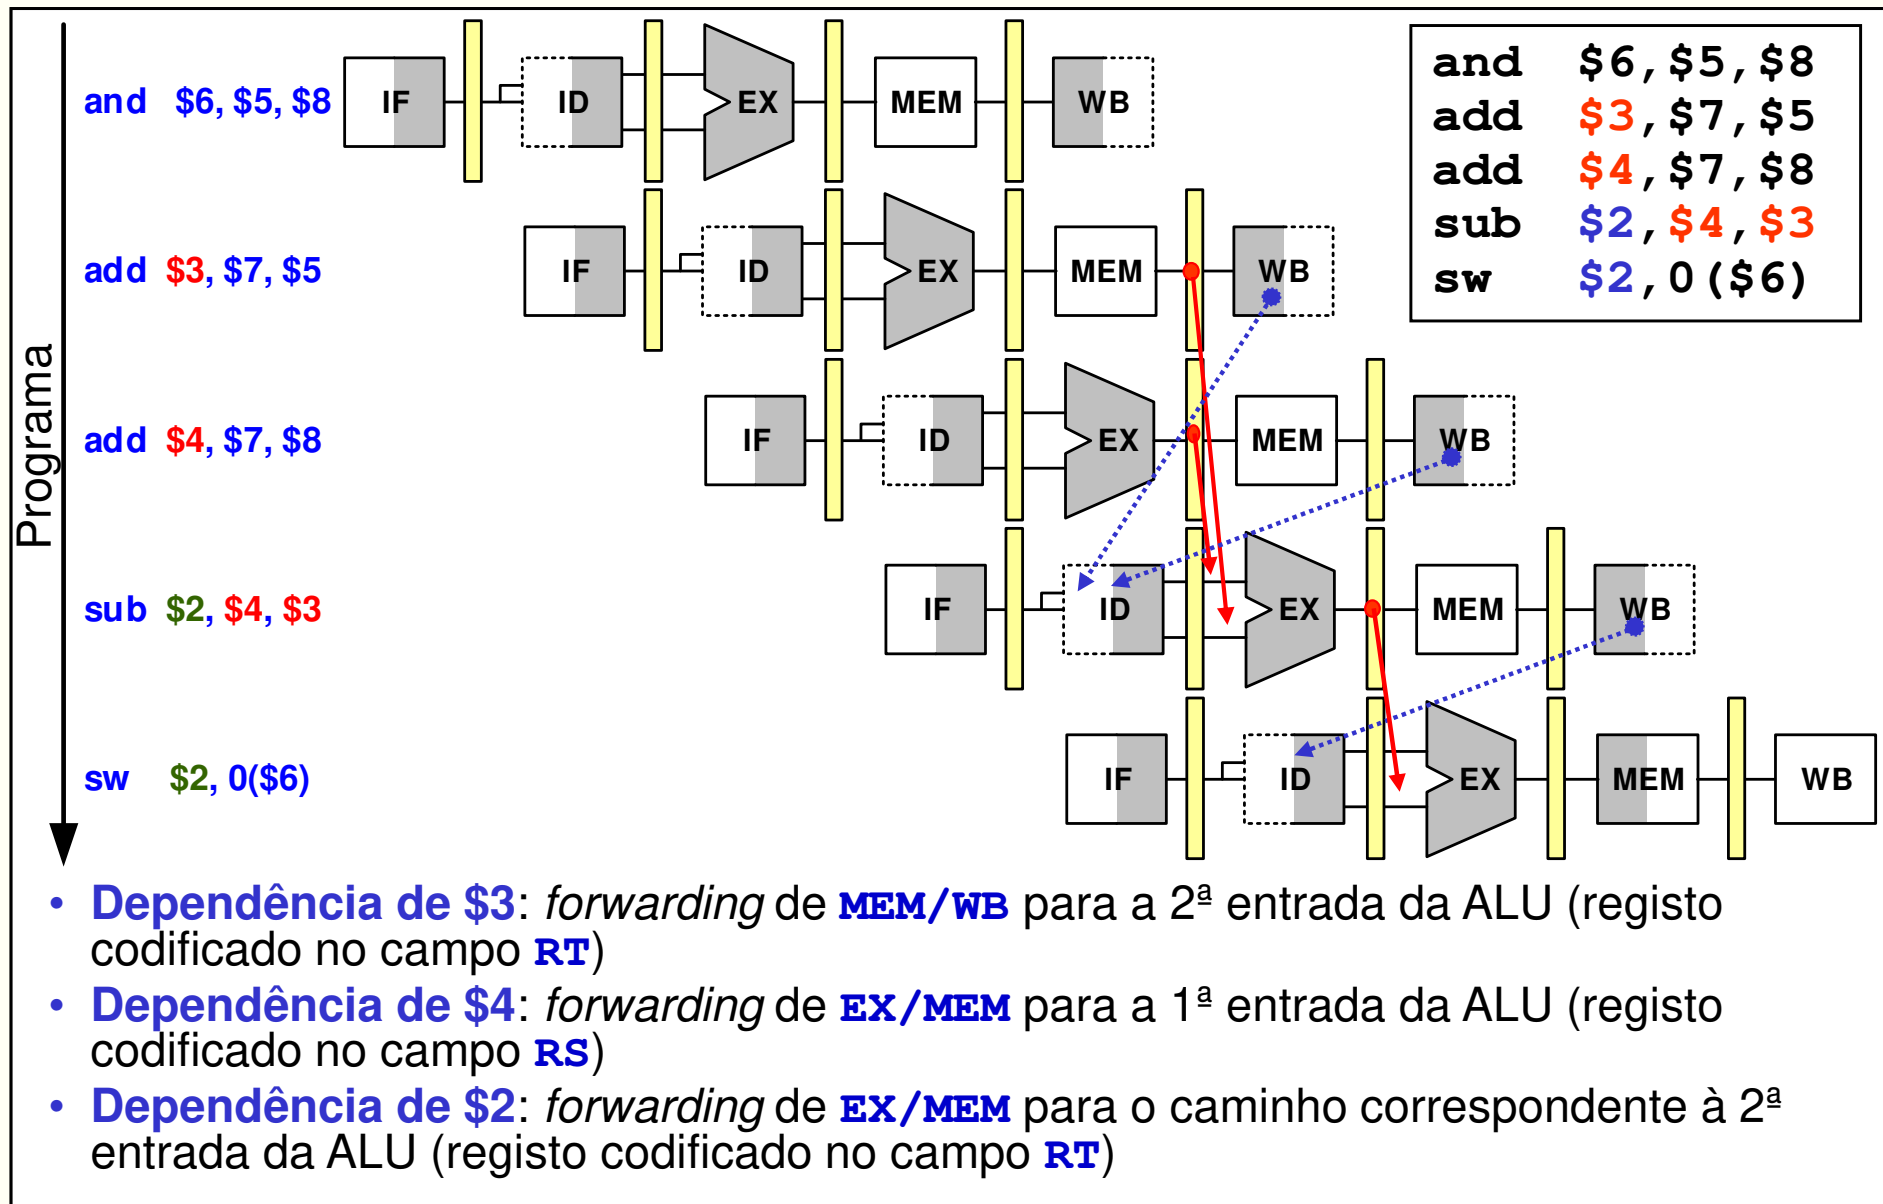 and $6, $5, $8
IF ID EX MEM WB
and $6,$5,$8
add $3,$7,$5
add $4,$7,$8
sub $2,$4,$3
sw $2,0($6)
add $3, $7, $5
IF ID EX MEM WB
Programa
add $4, $7, $8
IF ID EX MEM WB
sub $2, $4, $3
IF ID EX MEM WB
sw $2, 0($6)
IF ID EX MEM WB
• Dependência de $3: forwarding de MEM/WB para a 2ª entrada da ALU (registo
codificado no campo RT)
• Dependência de $4: forwarding de EX/MEM para a 1ª entrada da ALU (registo
codificado no campo RS)
• Dependência de $2: forwarding de EX/MEM para o caminho correspondente à 2ª
entrada da ALU (registo codificado no campo RT)